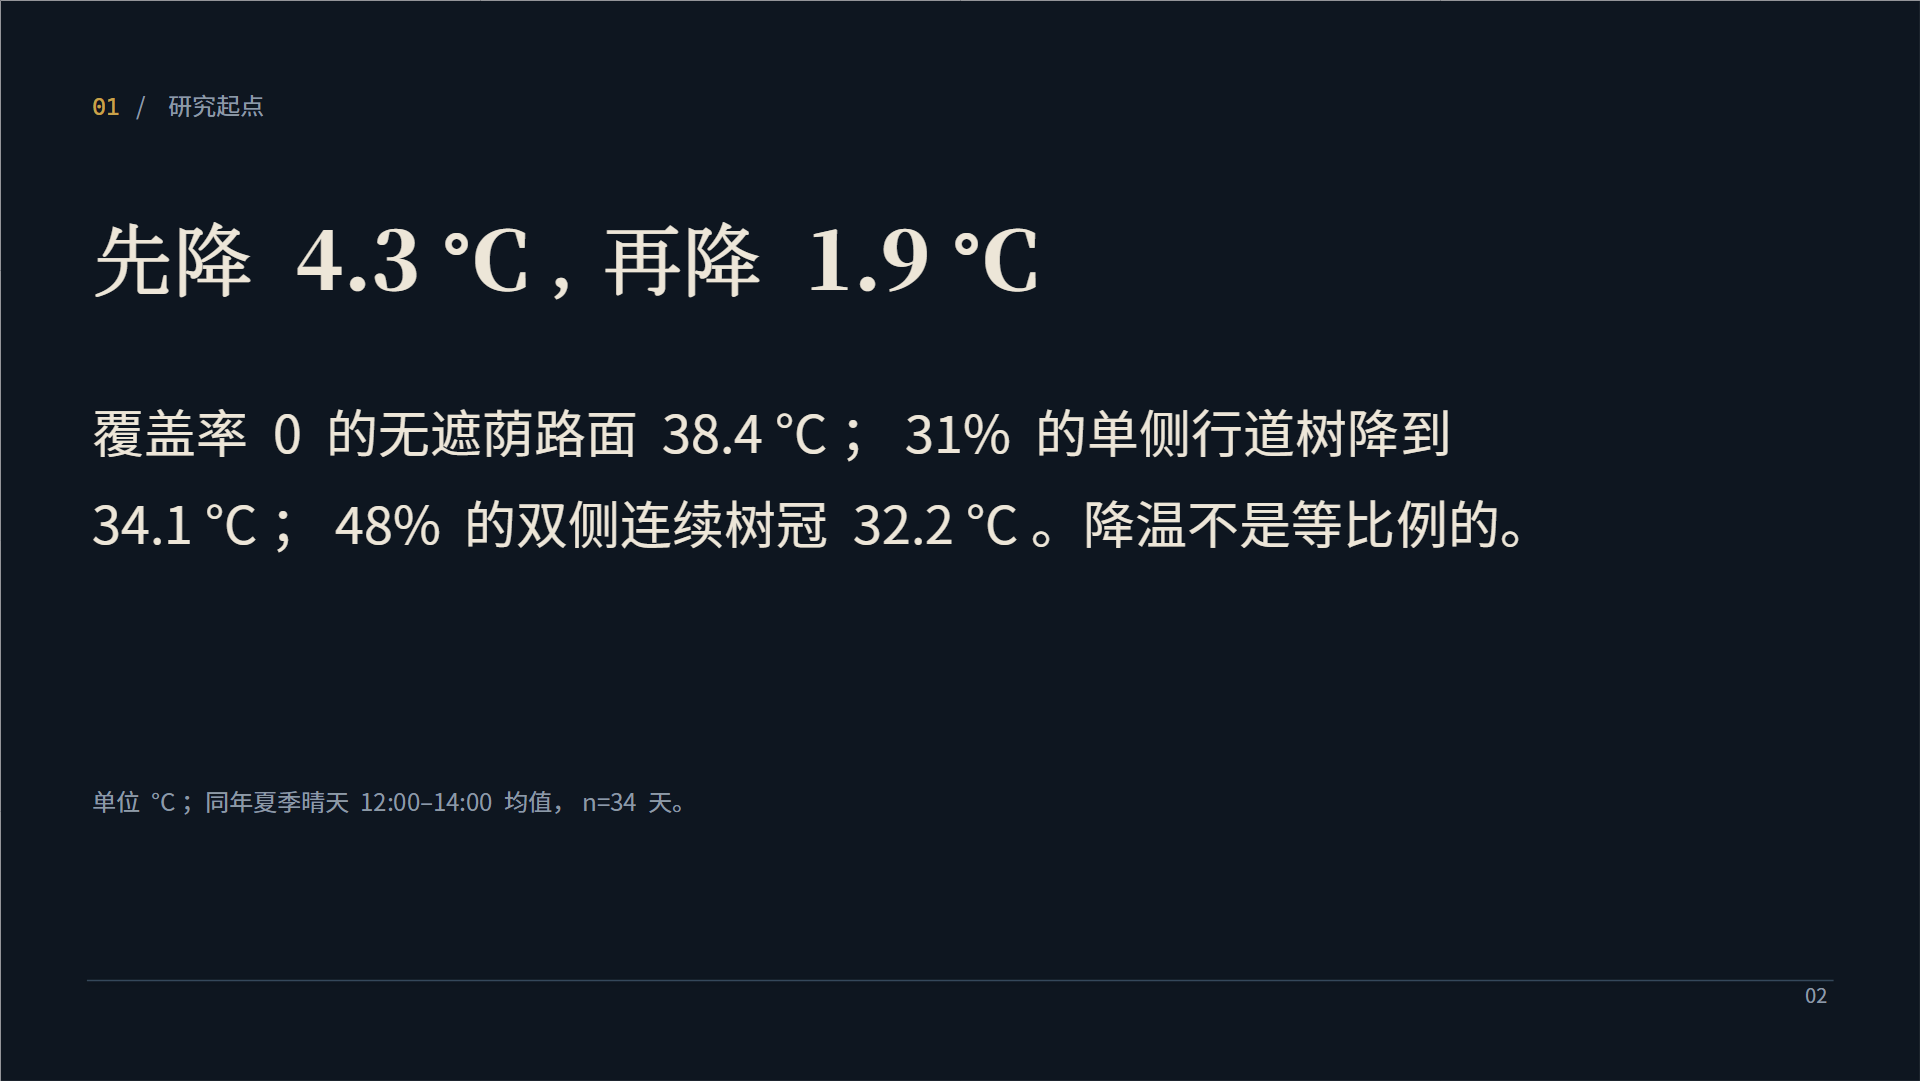 01 / 研究起点
先降 4.3 °C，再降 1.9 °C
覆盖率 0 的无遮荫路面 38.4 °C； 31% 的单侧行道树降到
34.1 °C； 48% 的双侧连续树冠 32.2 °C。降温不是等比例的。
单位 °C；同年夏季晴天 12:00–14:00 均值， n=34 天。
02